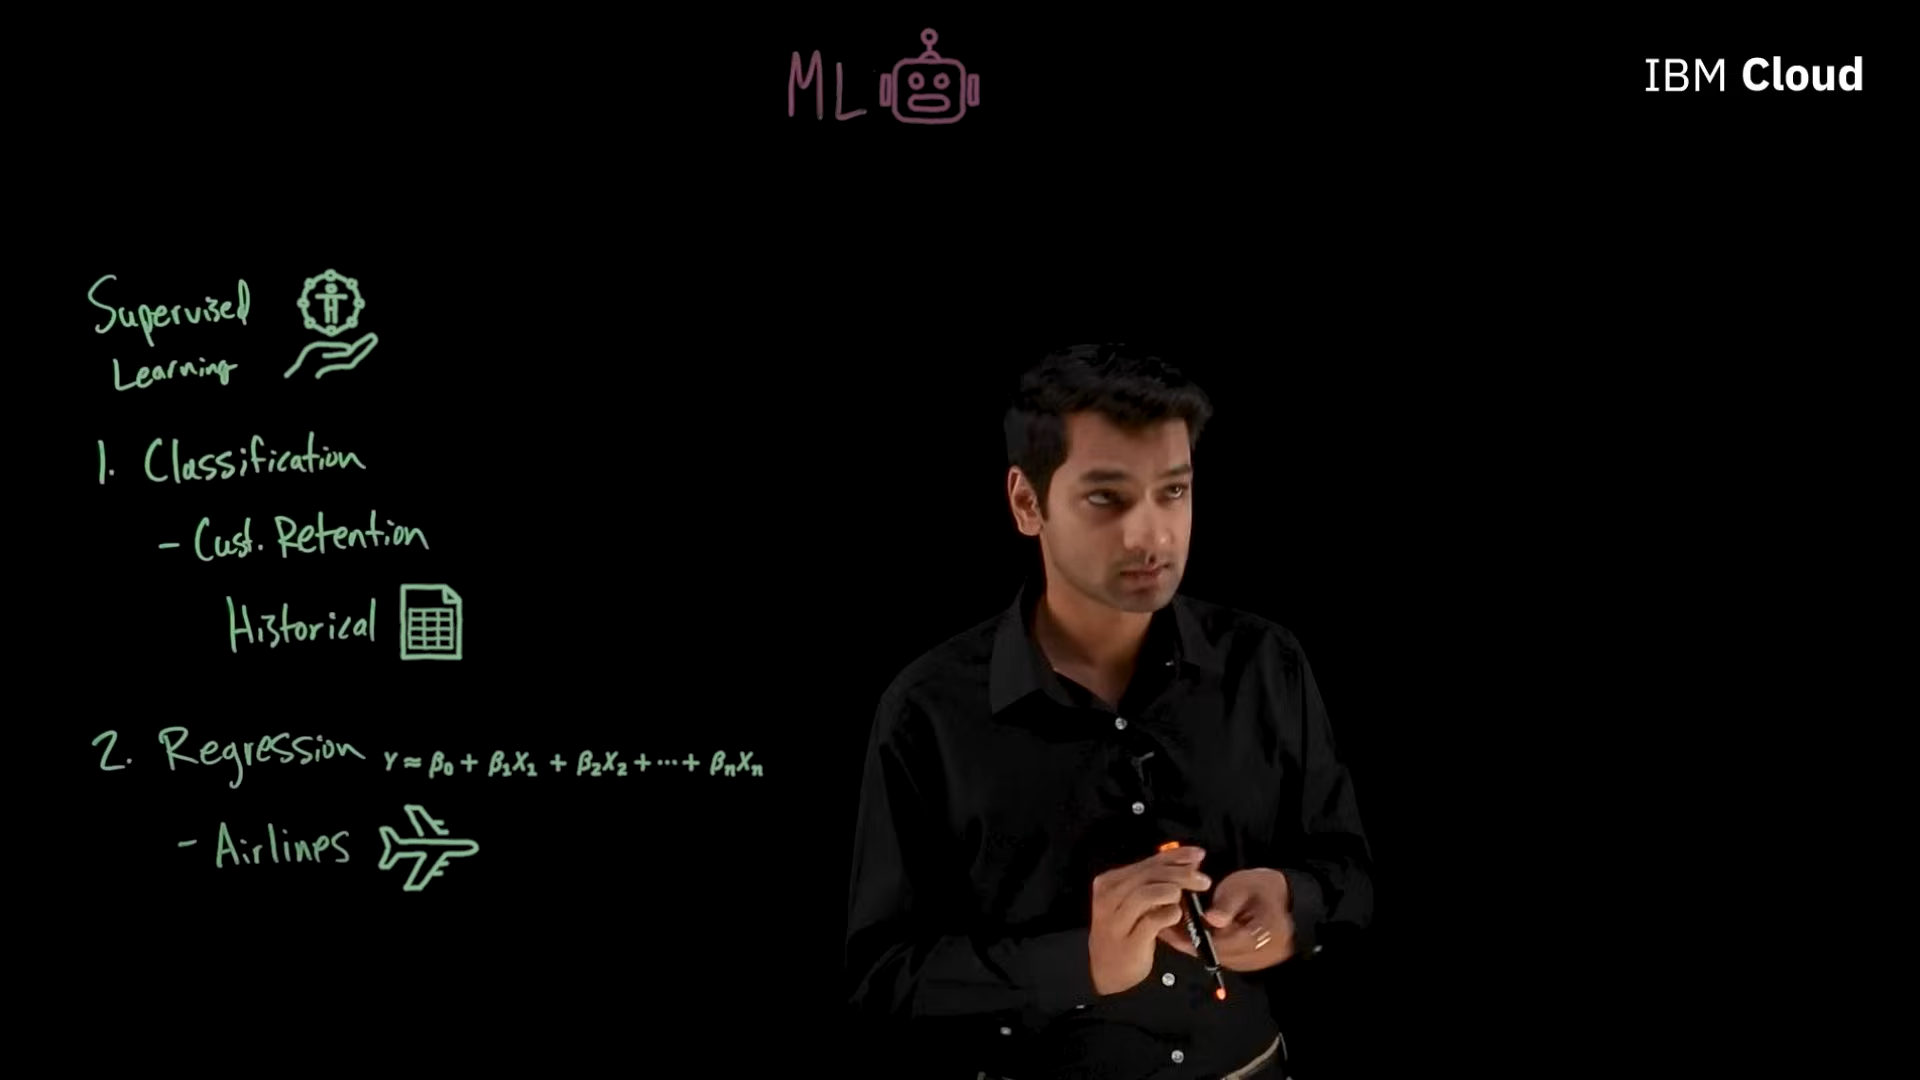 ML
IBM Cloud
Supervised
Learning
1. Classification
- Cust. Retention
Historical
2. Regression Y ≈ β₀ + β₁X₁ + β₂X₂ + ⋯ + βₙXₙ
- Airlines